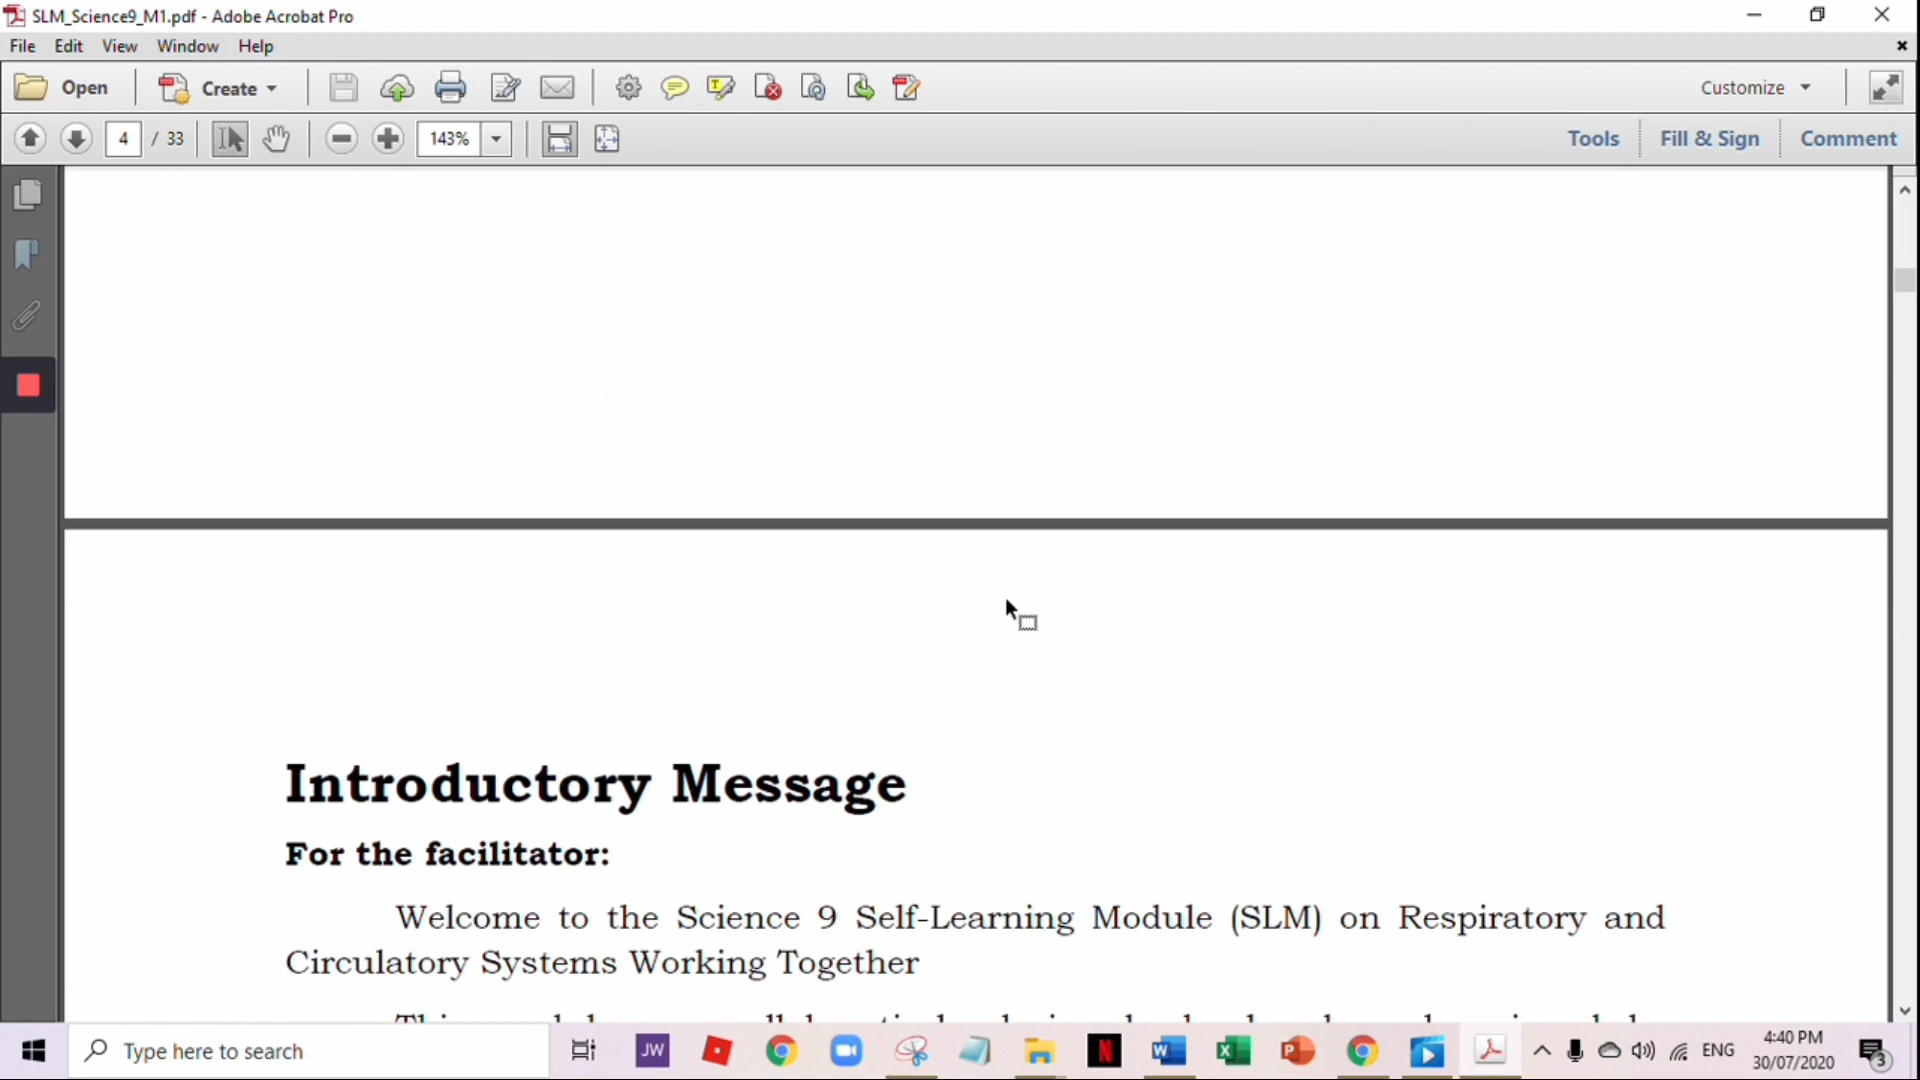 SLM_Science9_M1.pdf - Adobe Acrobat Pro
File Edit View Window Help
Open Create Customize
4 / 33 143% Tools Fill & Sign Comment
Introductory Message
For the facilitator:
Welcome to the Science 9 Self-Learning Module (SLM) on Respiratory and
Circulatory Systems Working Together
Type here to search JW N ENG 4:40 PM
30/07/2020 3